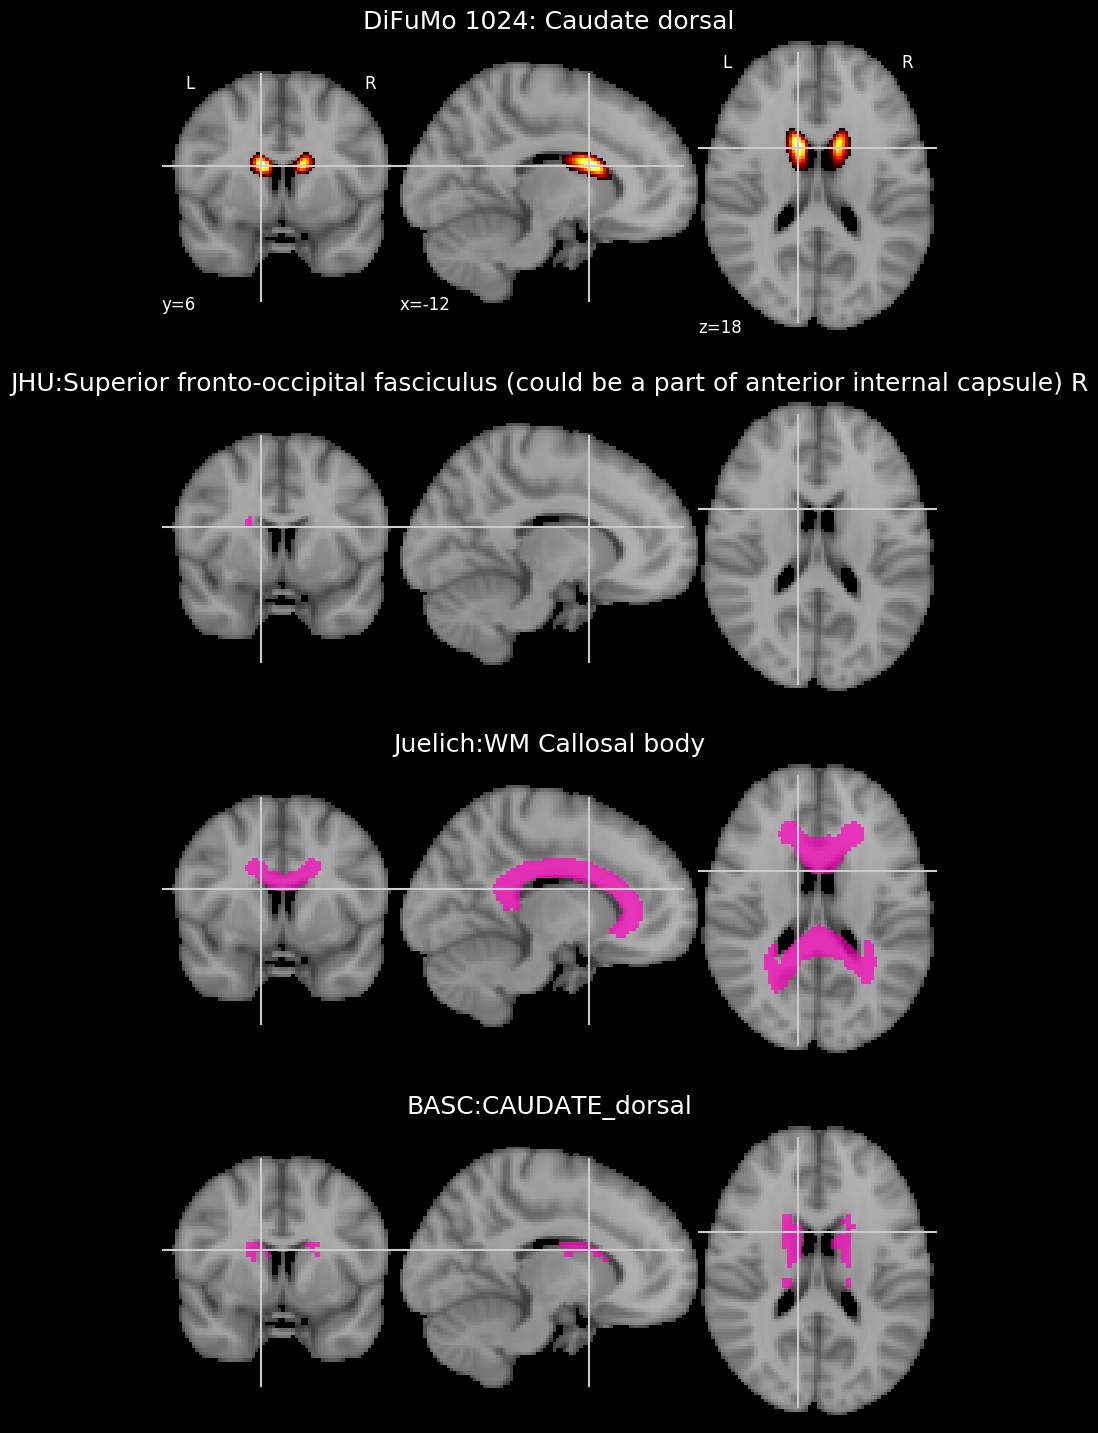 DiFuMo 1024: Caudate dorsal
L R L R
y=6 x=-12 z=18
JHU:Superior fronto-occipital fasciculus (could be a part of anterior internal capsule) R
Juelich:WM Callosal body
BASC:CAUDATE_dorsal